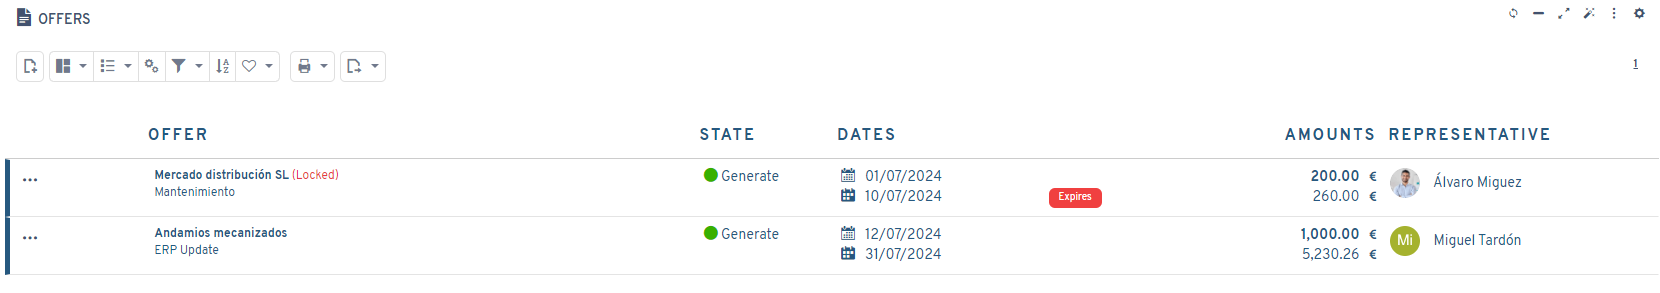 OFFERS
1
OFFER STATE DATES AMOUNTS REPRESENTATIVE
Mercado distribución SL (Locked) Generate 01/07/2024 200.00 € Álvaro Miguez
Mantenimiento 10/07/2024 Expires 260.00 €
Andamios mecanizados Generate 12/07/2024 1,000.00 € Mi Miguel Tardón
ERP Update 31/07/2024 5,230.26 €